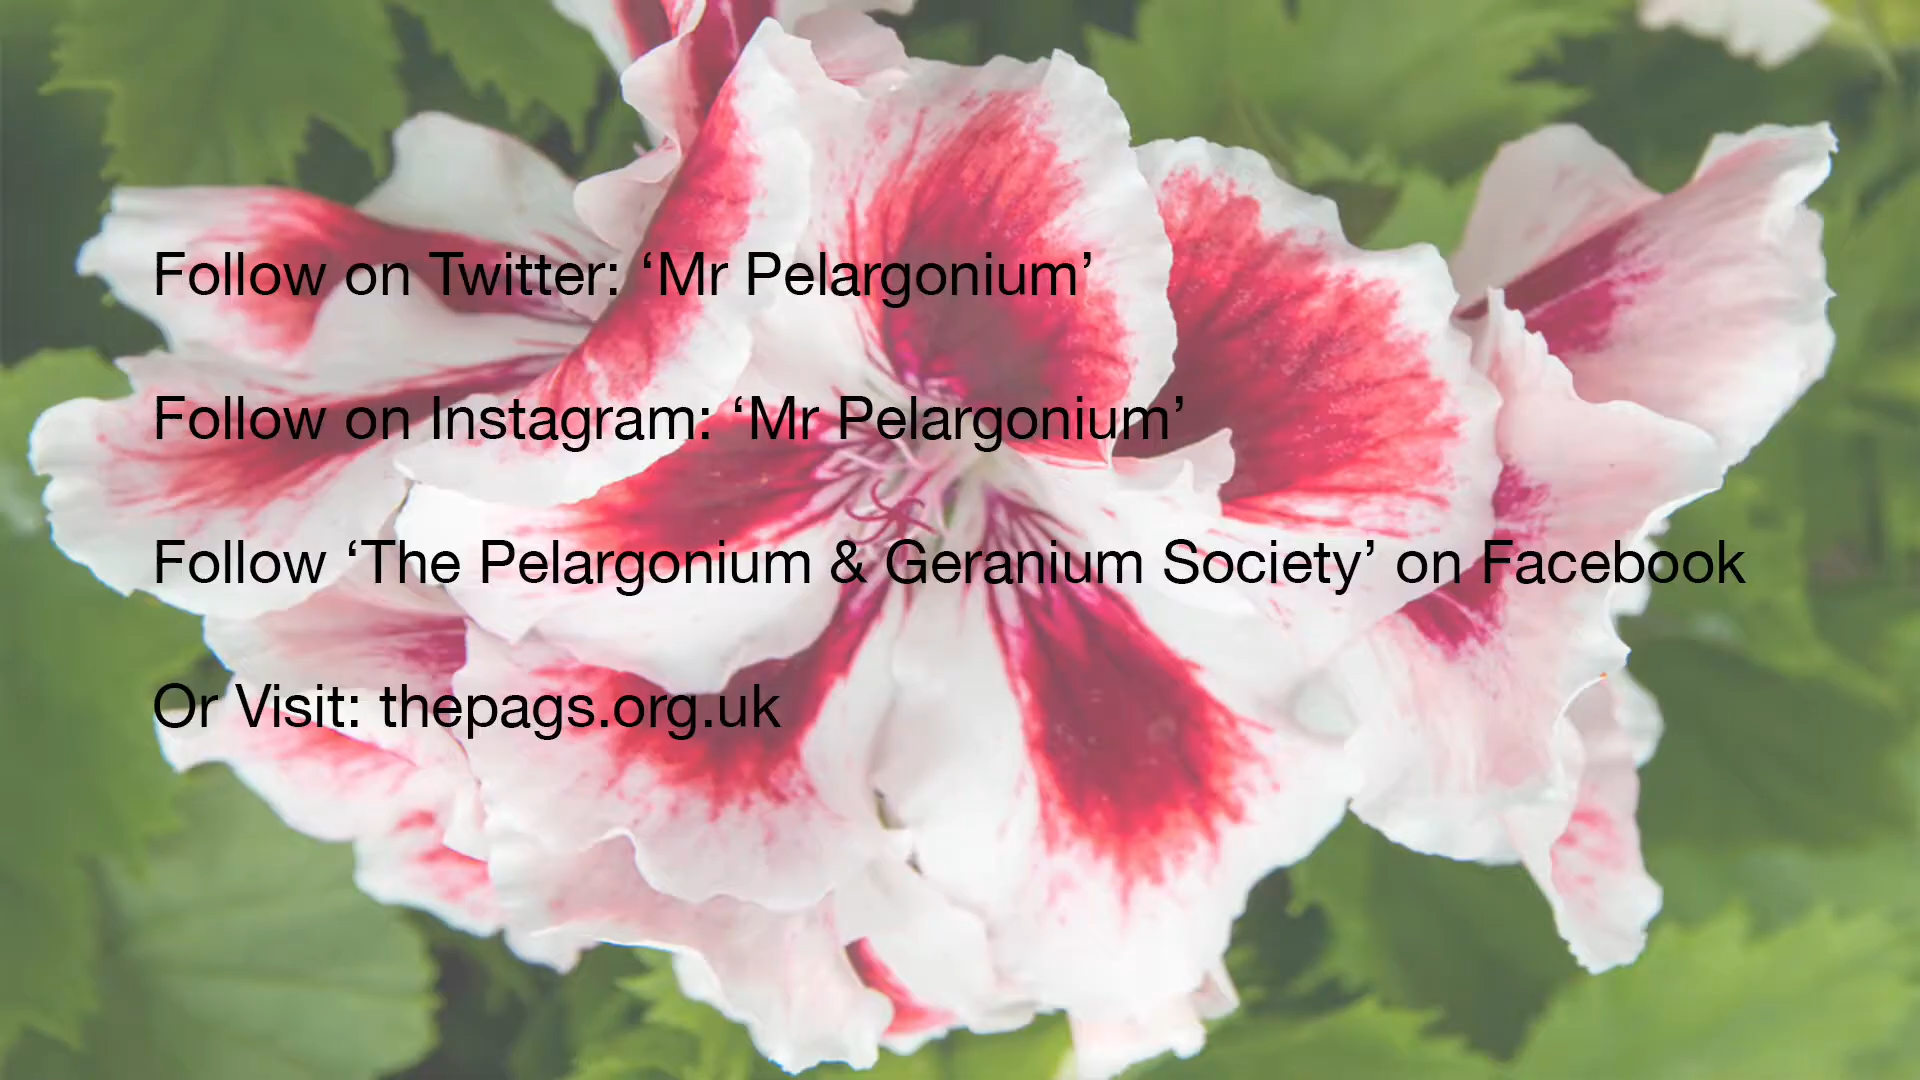 Follow on Twitter: ‘Mr Pelargonium’
Follow on Instagram: ‘Mr Pelargonium’
Follow ‘The Pelargonium & Geranium Society’ on Facebook
Or Visit: thepags.org.uk